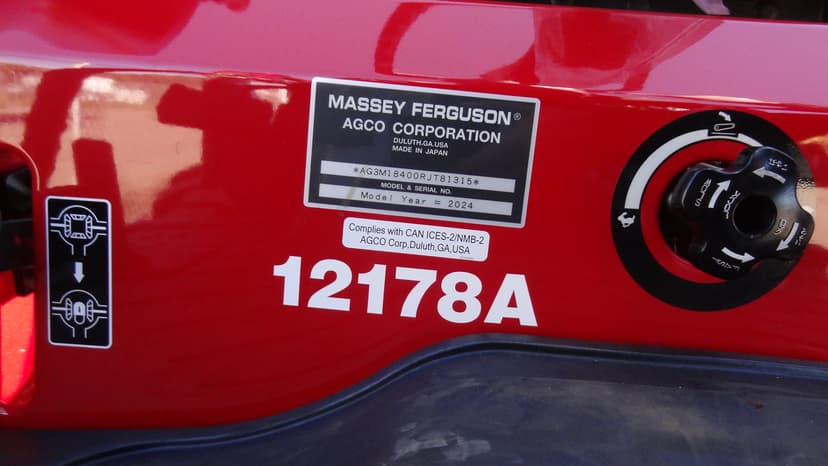 MASSEY FERGUSON®
AGCO CORPORATION
DULUTH,GA.USA
MADE IN JAPAN
*AG3M18400RJT81315*
MODEL & SERIAL NO.
Model Year = 2024
Complies with CAN ICES-2/NMB-2
AGCO Corp,Duluth,GA,USA
12178A